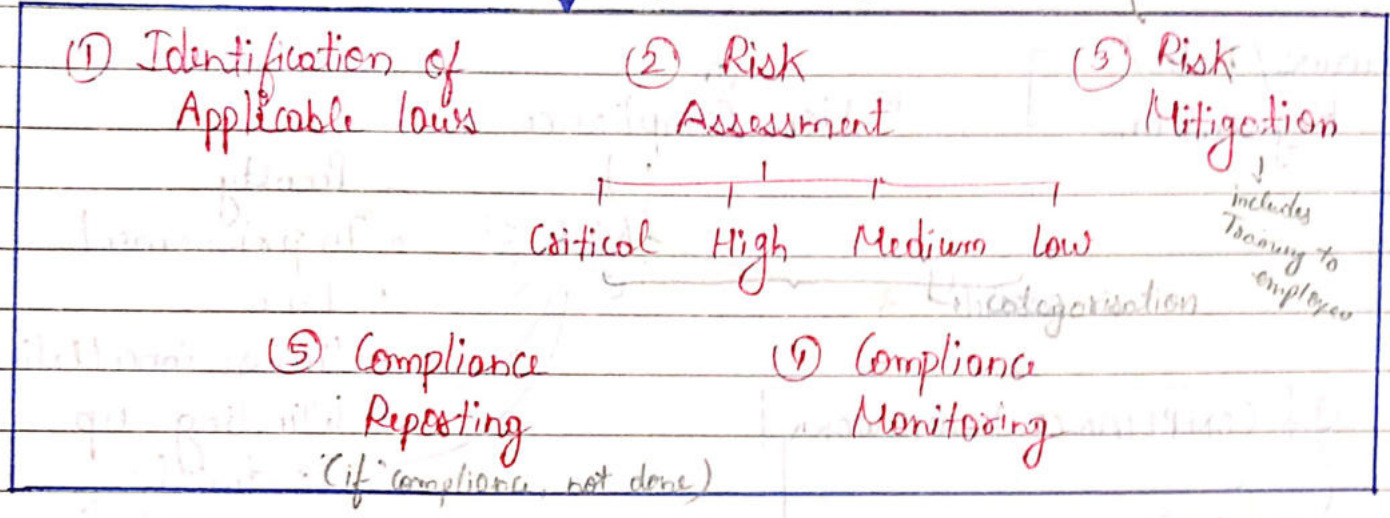 ① Identification of
Applicable laws
② Risk
Assessment
③ Risk
Mitigation
includes
Training to
employee
Critical High Medium Low
categorisation
⑤ Compliance
Reporting
(if compliance not done)
④ Compliance
Monitoring